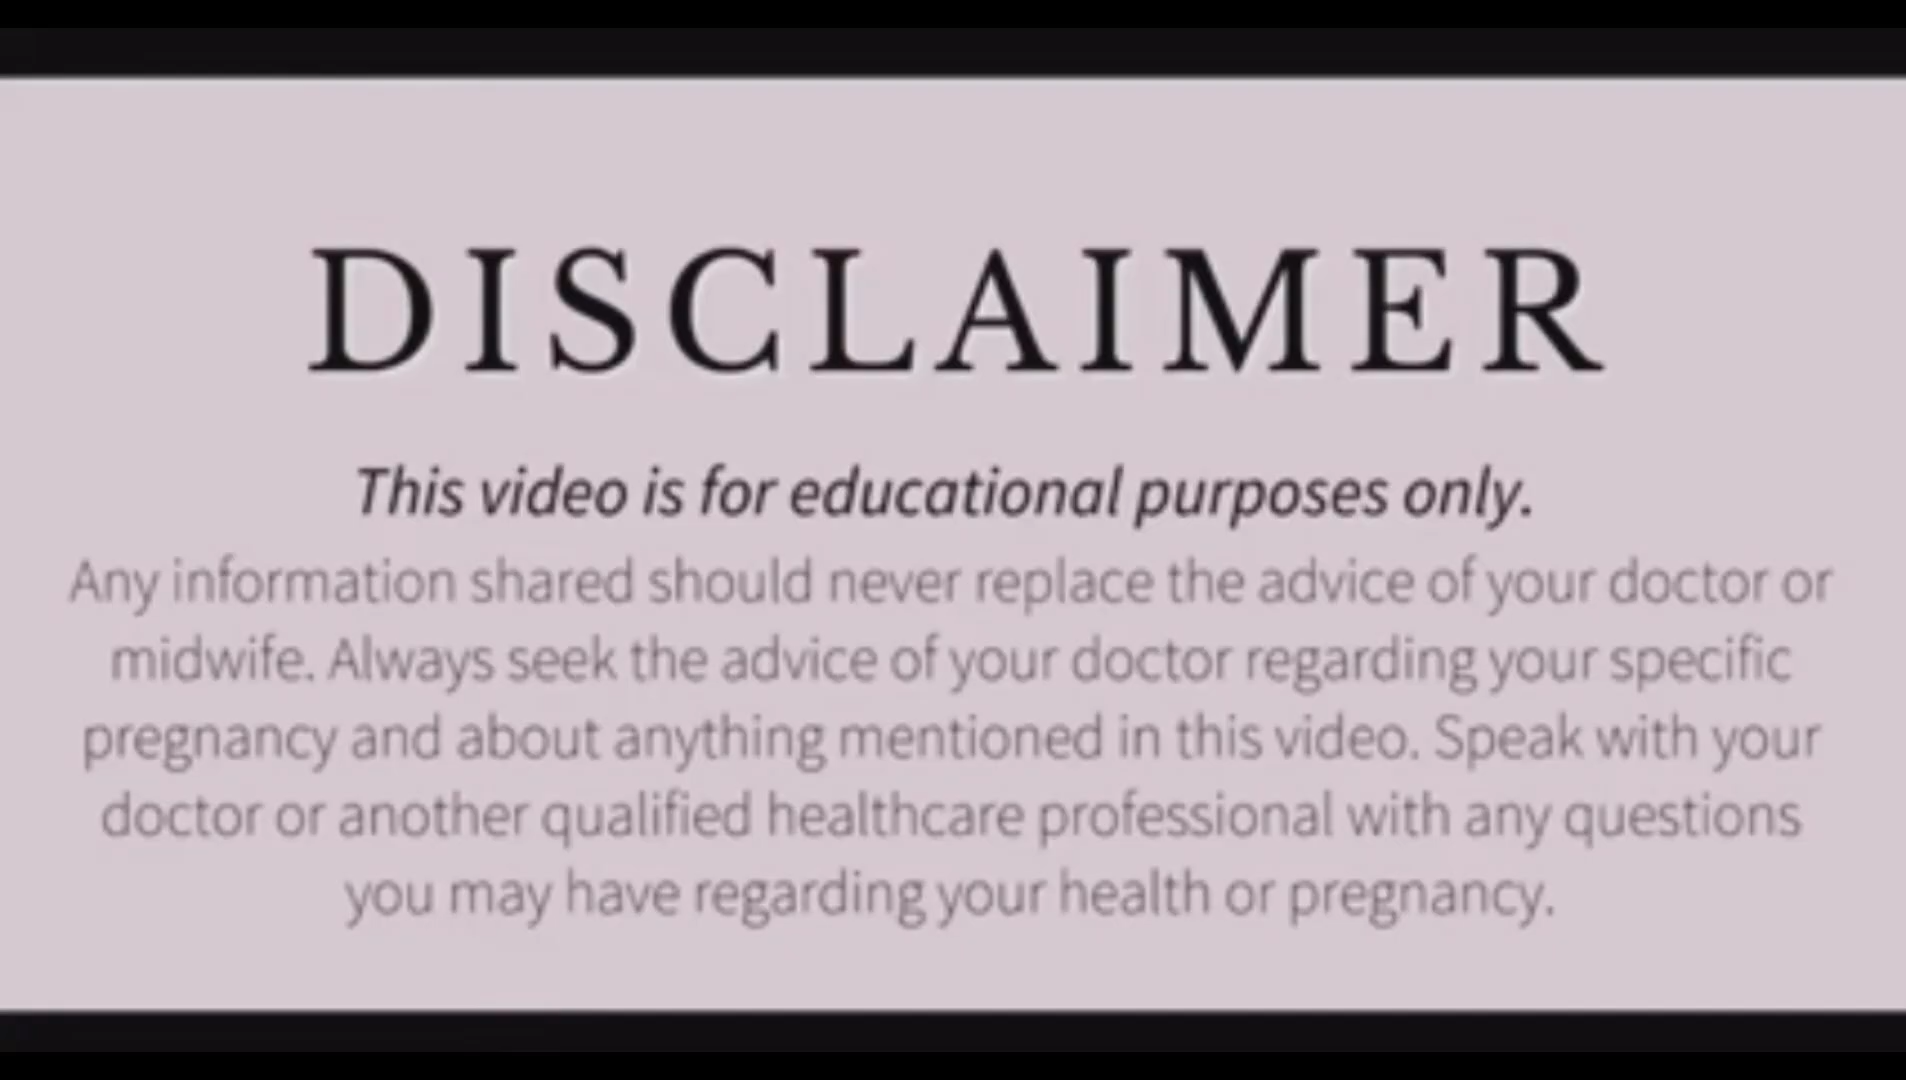 DISCLAIMER
This video is for educational purposes only.
Any information shared should never replace the advice of your doctor or
midwife. Always seek the advice of your doctor regarding your specific
pregnancy and about anything mentioned in this video. Speak with your
doctor or another qualified healthcare professional with any questions
you may have regarding your health or pregnancy.